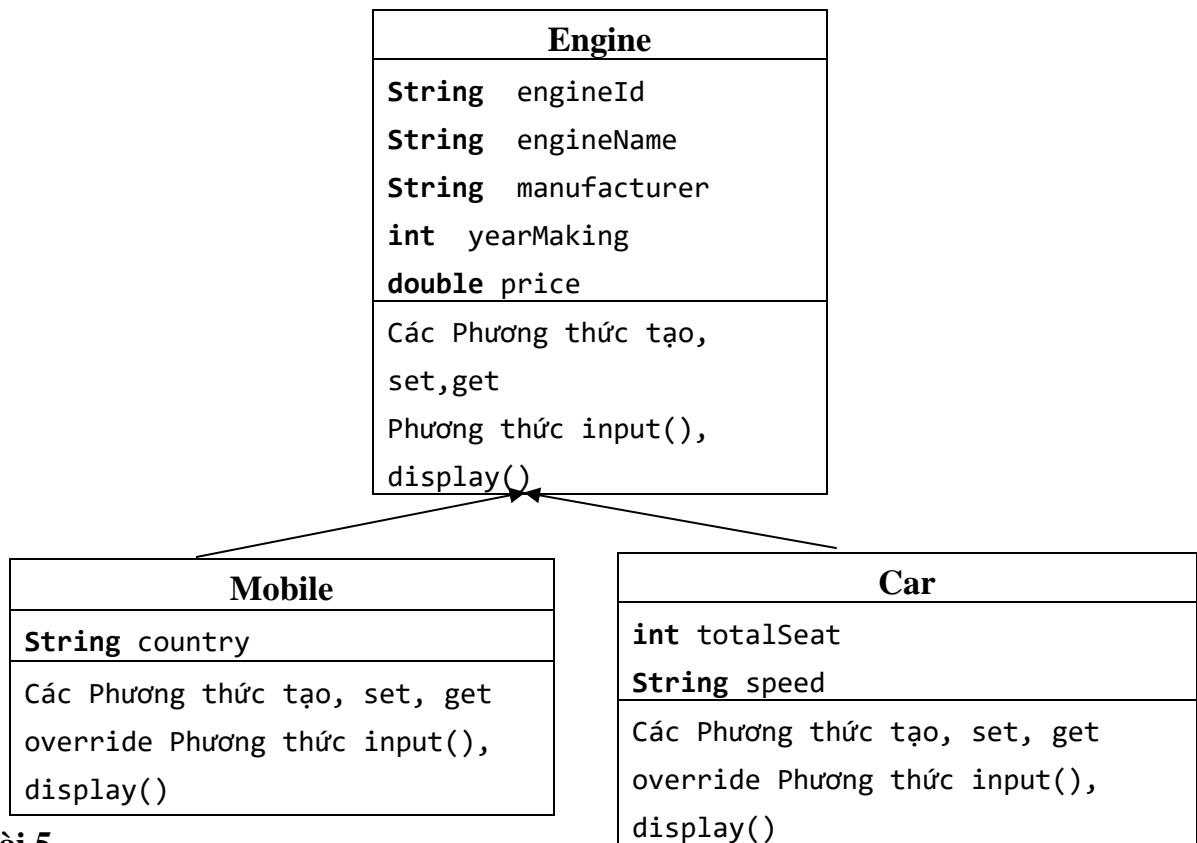 Engine
String engineId
String engineName
String manufacturer
int yearMaking
double price
Các Phương thức tạo,
set,get
Phương thức input(),
display()
Mobile
String country
Các Phương thức tạo, set, get
override Phương thức input(),
display()
Car
int totalSeat
String speed
Các Phương thức tạo, set, get
override Phương thức input(),
display()